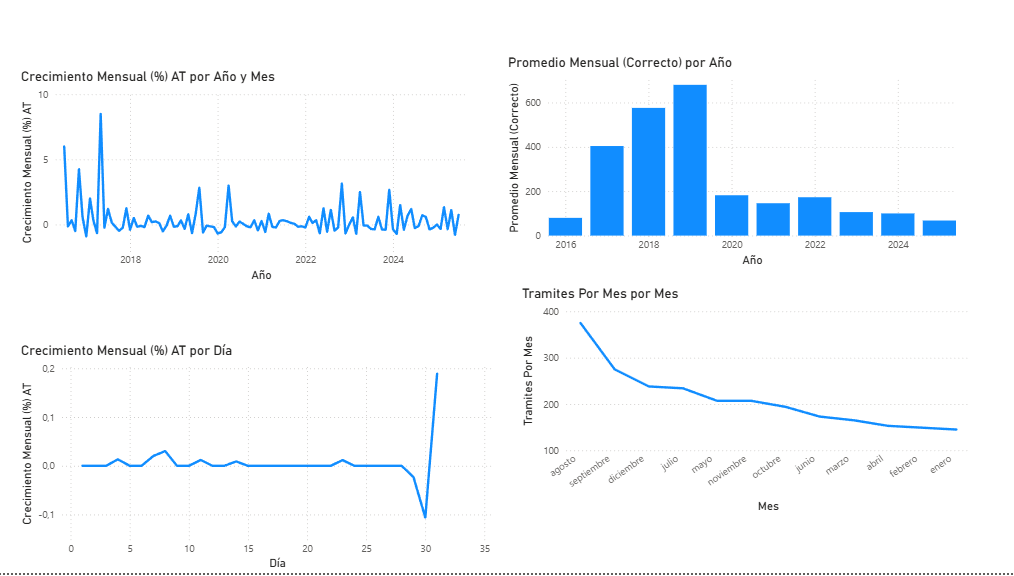 Crecimiento Mensual (%) AT por Año y Mes
Crecimiento Mensual (%) AT
10
5
0
2018
2020
2022
2024
Año
Promedio Mensual (Correcto) por Año
Promedio Mensual (Correcto)
600
400
200
0
2016
2018
2020
2022
2024
Año
Tramites Por Mes por Mes
Tramites Por Mes
400
300
200
100
agosto
septiembre
diciembre
julio
mayo
noviembre
octubre
junio
marzo
abril
febrero
enero
Mes
Crecimiento Mensual (%) AT por Día
Crecimiento Mensual (%) AT
0,2
0,1
0,0
-0,1
0
5
10
15
20
25
30
35
Día